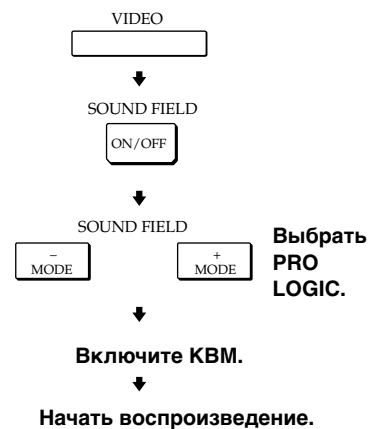 VIDEO
SOUND FIELD
ON/OFF
SOUND FIELD
– MODE
+ MODE
Выбрать
PRO
LOGIC.
Включите КВМ.
Начать воспроизведение.